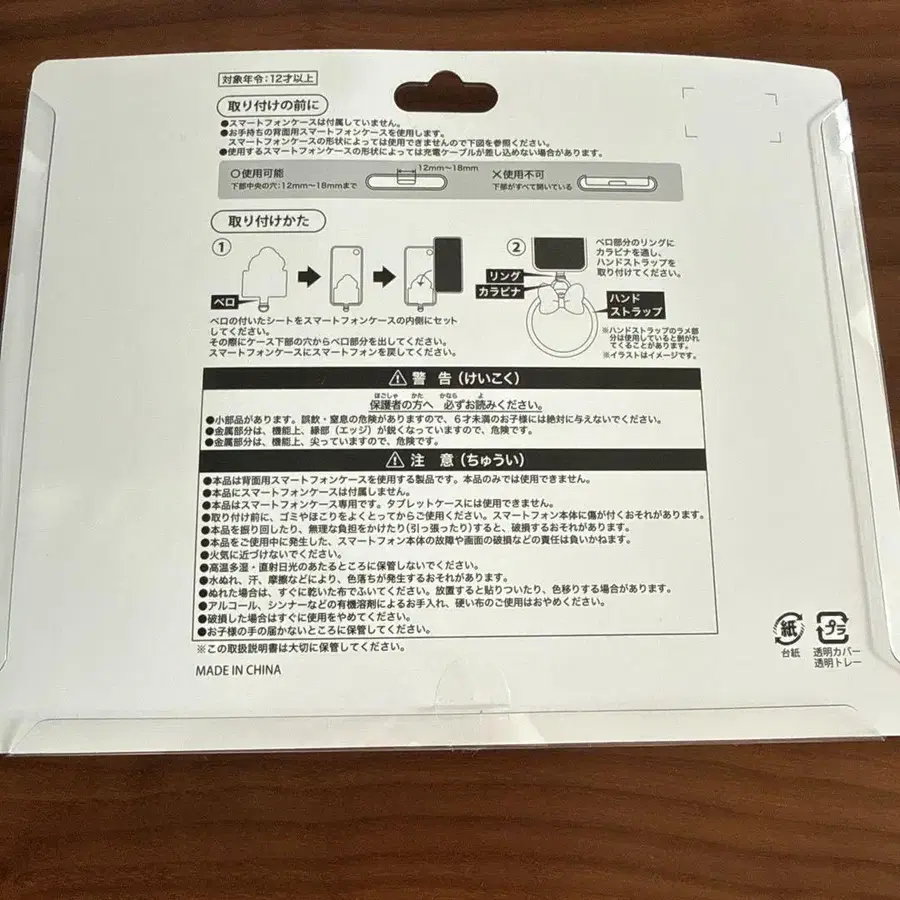 対象年令:12才以上
取り付けの前に
●スマートフォンケースは付属していません。
●お手持ちの背面用スマートフォンケースを使用します。
スマートフォンケースの形状によっては使用できませんので下図を参照ください。
●使用するスマートフォンケースの形状によっては充電ケーブルが差し込めない場合があります。
○使用可能
下部中央の穴:12mm〜18mmまで
12mm〜18mm
×使用不可
下部がすべて開いている
取り付けかた
①
ベロ
ベロの付いたシートをスマートフォンケースの内側にセット
してください。
その際にケース下部の穴からベロ部分を出してください。
スマートフォンケースにスマートフォンを戻してください。
②
リング
カラビナ
ハンド
ストラップ
ベロ部分のリングに
カラビナを通し、
ハンドストラップを
取り付けてください。
※ハンドストラップのラメ部
分は使用していると剝がれ
てくることがあります。
※イラストはイメージです。
⚠警 告(けいこく)
ほごしゃ かた かなら よ
保護者の方へ 必ずお読みください。
●小部品があります。誤飲・窒息の危険がありますので、6才未満のお子様には絶対に与えないでください。
●金属部分は、機能上、縁部(エッジ)が鋭くなっていますので、危険です。
●金属部分は、機能上、尖っていますので、危険です。
⚠注 意(ちゅうい)
●本品は背面用スマートフォンケースを使用する製品です。本品のみでは使用できません。
●本品にスマートフォンケースは付属しません。
●本品はスマートフォンケース専用です。タブレットケースには使用できません。
●取り付け前に、ゴミやほこりをよくとってからご使用ください。スマートフォン本体に傷が付くおそれがあります。
●本品を振り回したり、無理な負担をかけたり(引っ張ったり)すると、破損するおそれがあります。
●本品をご使用中に発生した、スマートフォン本体の故障や画面の破損などの責任は負いかねます。
●火気に近づけないでください。
●高温多湿・直射日光のあたるところに保管しないでください。
●水ぬれ、汗、摩擦などにより、色落ちが発生するおそれがあります。
●ぬれた場合は、すぐに乾いた布でふいてください。放置すると貼りついたり、色移りする場合があります。
●アルコール、シンナーなどの有機溶剤によるお手入れ、硬い布のご使用はおやめください。
●破損した場合はすぐに使用をやめてください。
●お子様の手の届かないところに保管してください。
※この取扱説明書は大切に保管してください。
MADE IN CHINA
紙
台紙
プラ
透明カバー
透明トレー